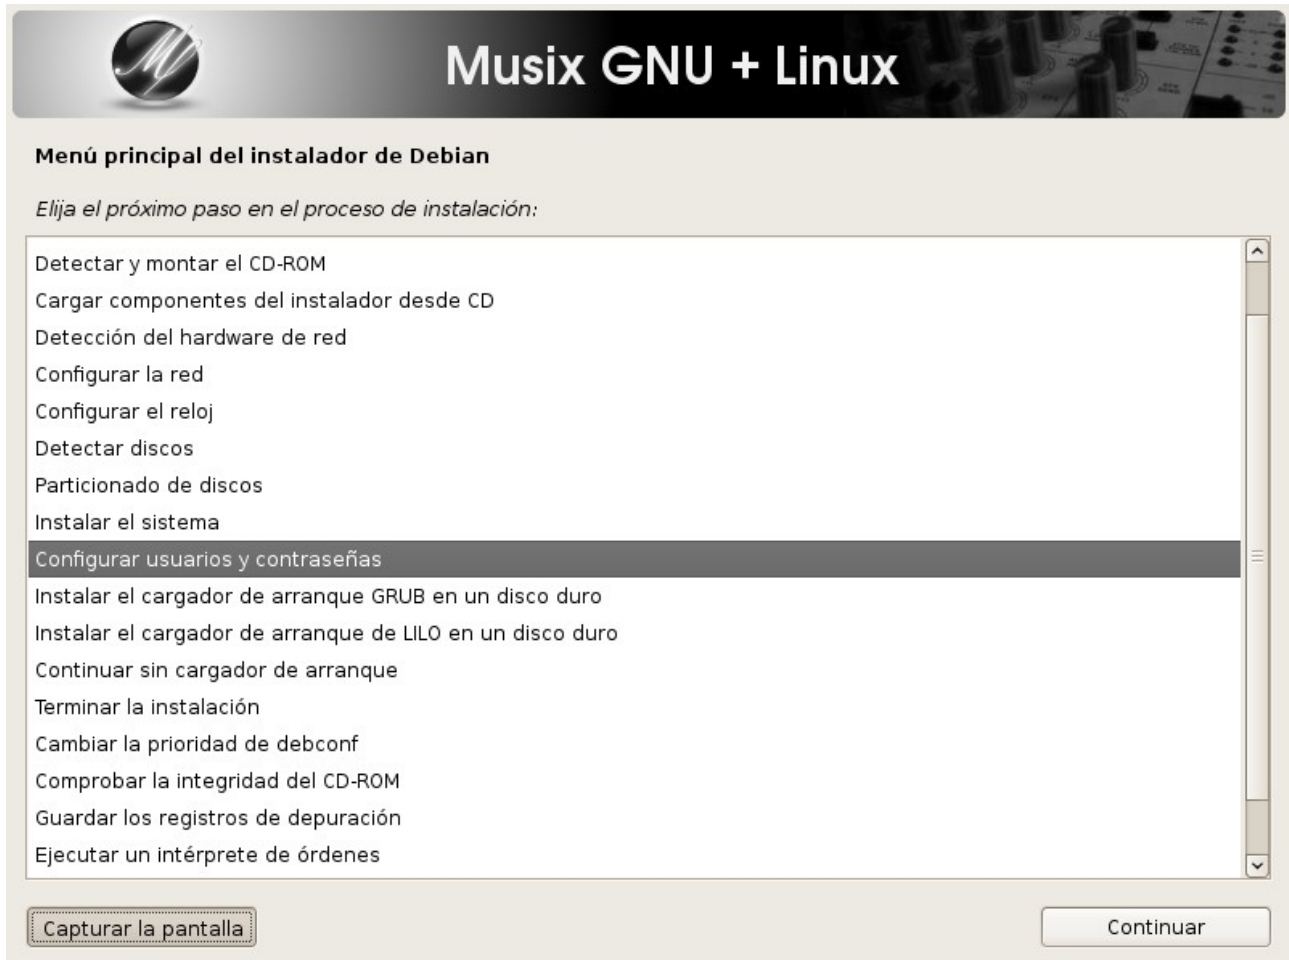 Musix GNU + Linux
Menú principal del instalador de Debian
Elija el próximo paso en el proceso de instalación:
Detectar y montar el CD-ROM
Cargar componentes del instalador desde CD
Detección del hardware de red
Configurar la red
Configurar el reloj
Detectar discos
Particionado de discos
Instalar el sistema
Configurar usuarios y contraseñas
Instalar el cargador de arranque GRUB en un disco duro
Instalar el cargador de arranque de LILO en un disco duro
Continuar sin cargador de arranque
Terminar la instalación
Cambiar la prioridad de debconf
Comprobar la integridad del CD-ROM
Guardar los registros de depuración
Ejecutar un intérprete de órdenes
Capturar la pantalla
Continuar